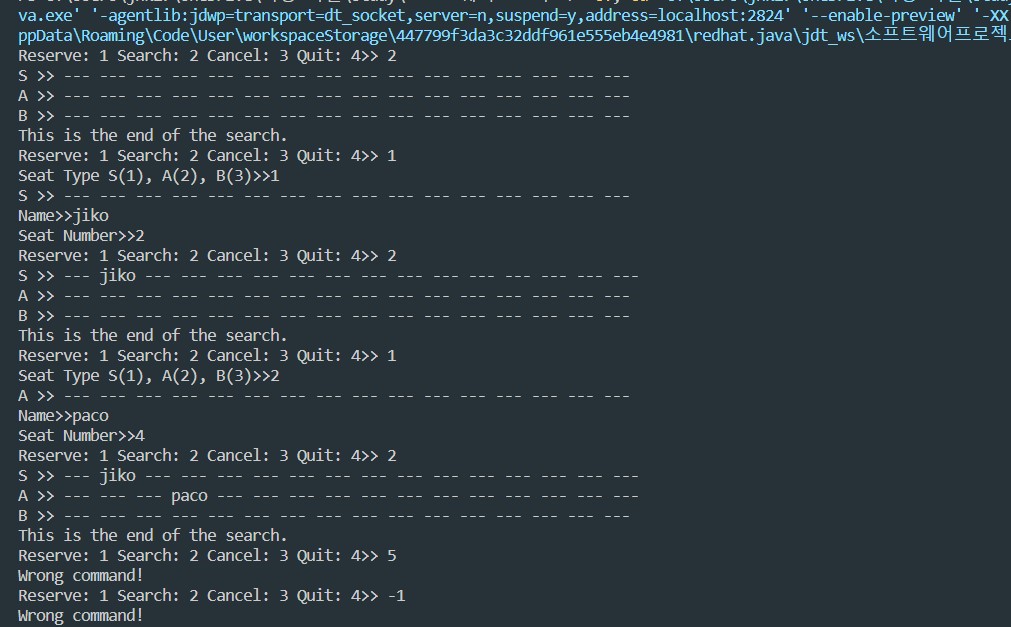 va.exe' '-agentlib:jdwp=transport=dt_socket,server=n,suspend=y,address=localhost:2824' '--enable-preview' '-XX
ppData\Roaming\Code\User\workspaceStorage\447799f3da3c32ddf961e555eb4e4981\redhat.java\jdt_ws\소프트웨어프로젝
Reserve: 1 Search: 2 Cancel: 3 Quit: 4>> 2
S >> --- --- --- --- --- --- --- --- --- --- --- --- --- --- --- ---
A >> --- --- --- --- --- --- --- --- --- --- --- --- --- --- --- ---
B >> --- --- --- --- --- --- --- --- --- --- --- --- --- --- --- ---
This is the end of the search.
Reserve: 1 Search: 2 Cancel: 3 Quit: 4>> 1
Seat Type S(1), A(2), B(3)>>1
S >> --- --- --- --- --- --- --- --- --- --- --- --- --- --- --- ---
Name>>jiko
Seat Number>>2
Reserve: 1 Search: 2 Cancel: 3 Quit: 4>> 2
S >> --- jiko --- --- --- --- --- --- --- --- --- --- --- --- --- ---
A >> --- --- --- --- --- --- --- --- --- --- --- --- --- --- --- ---
B >> --- --- --- --- --- --- --- --- --- --- --- --- --- --- --- ---
This is the end of the search.
Reserve: 1 Search: 2 Cancel: 3 Quit: 4>> 1
Seat Type S(1), A(2), B(3)>>2
A >> --- --- --- --- --- --- --- --- --- --- --- --- --- --- --- ---
Name>>paco
Seat Number>>4
Reserve: 1 Search: 2 Cancel: 3 Quit: 4>> 2
S >> --- jiko --- --- --- --- --- --- --- --- --- --- --- --- --- ---
A >> --- --- --- paco --- --- --- --- --- --- --- --- --- --- --- ---
B >> --- --- --- --- --- --- --- --- --- --- --- --- --- --- --- ---
This is the end of the search.
Reserve: 1 Search: 2 Cancel: 3 Quit: 4>> 5
Wrong command!
Reserve: 1 Search: 2 Cancel: 3 Quit: 4>> -1
Wrong command!